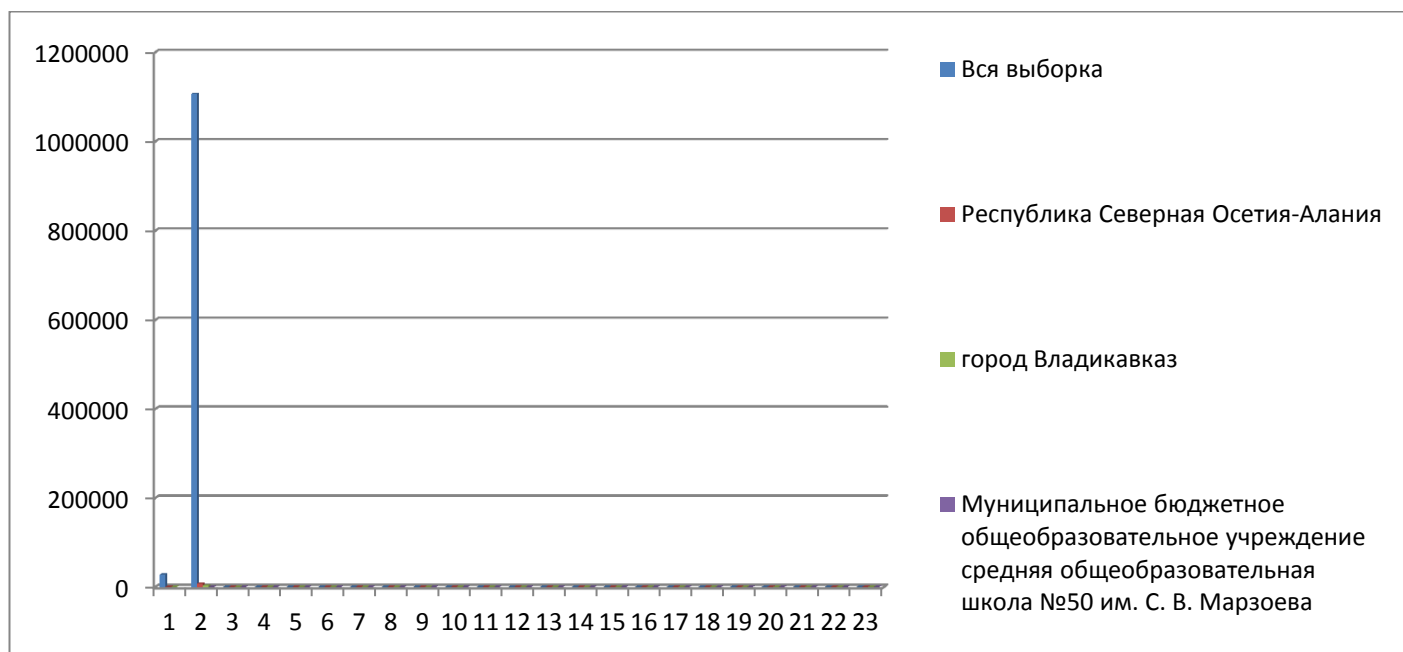 1200000
1000000
800000
600000
400000
200000
0
1 2 3 4 5 6 7 8 9 10 11 12 13 14 15 16 17 18 19 20 21 22 23
Вся выборка
Республика Северная Осетия-Алания
город Владикавказ
Муниципальное бюджетное
общеобразовательное учреждение
средняя общеобразовательная
школа №50 им. С. В. Марзоева